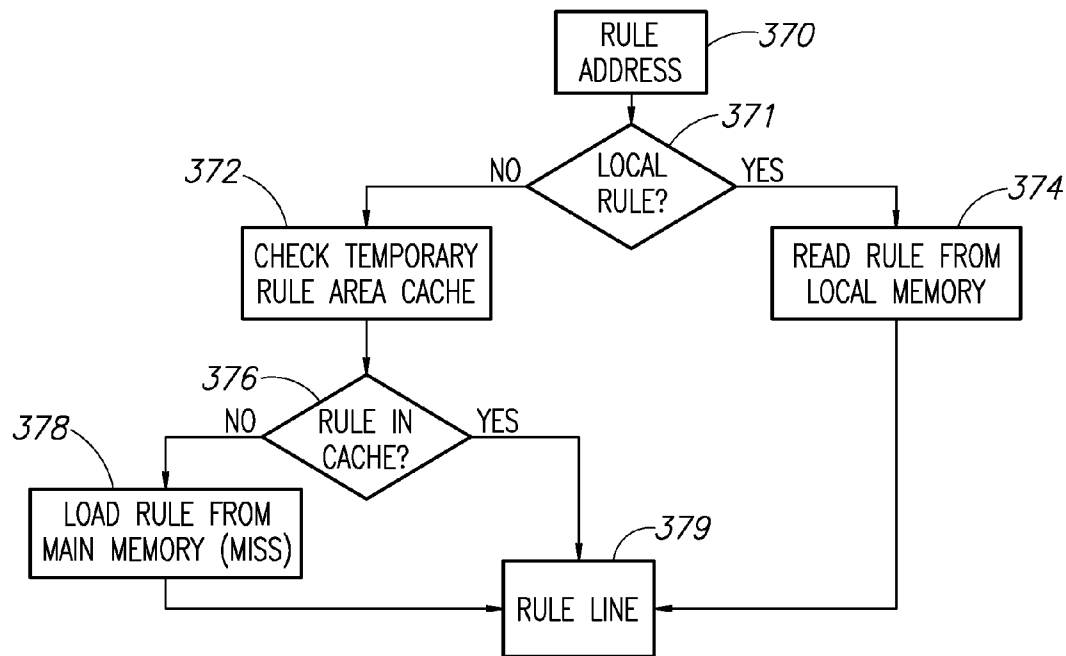 RULE
ADDRESS
370
371
LOCAL
RULE?
NO
YES
372
374
CHECK TEMPORARY
RULE AREA CACHE
READ RULE FROM
LOCAL MEMORY
376
RULE IN
CACHE?
NO
YES
378
LOAD RULE FROM
MAIN MEMORY (MISS)
379
RULE LINE